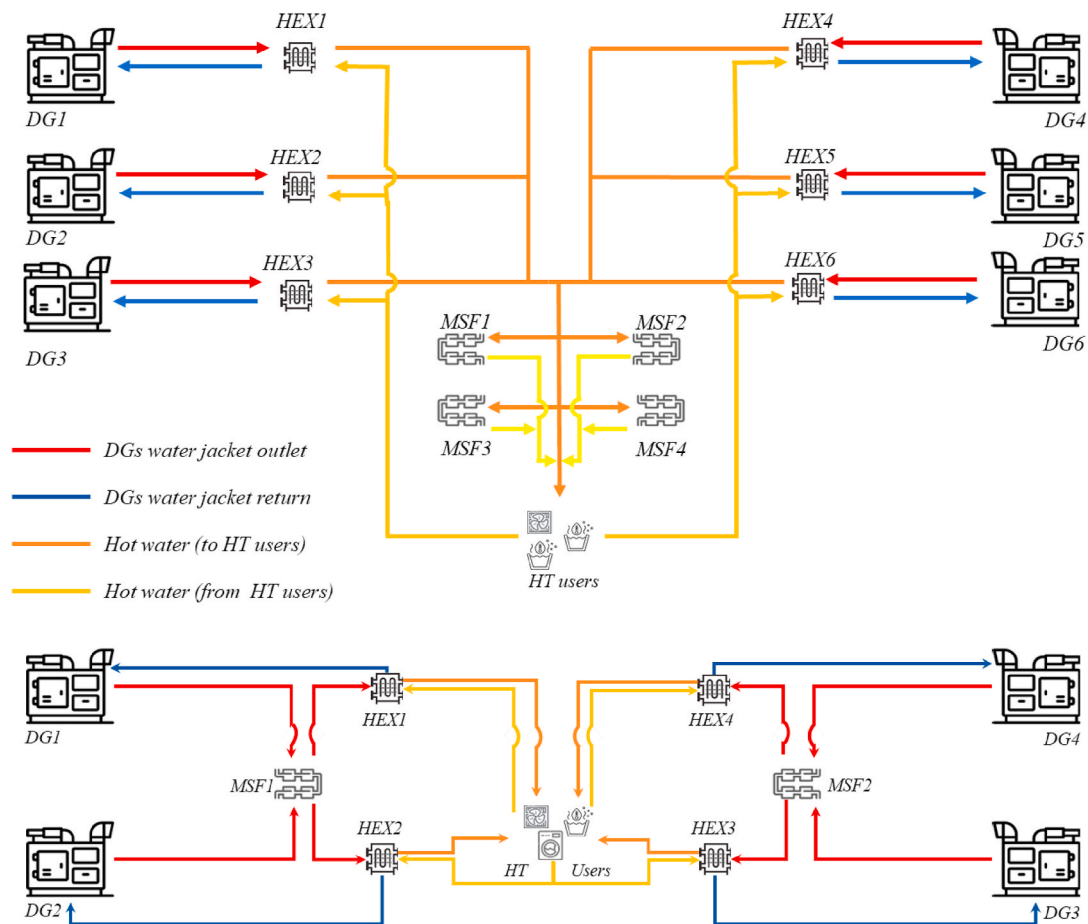 HEX1
HEX4
DG1
DG4
HEX2
HEX5
DG2
DG5
HEX3
HEX6
DG3
DG6
MSF1
MSF2
MSF3
MSF4
DGs water jacket outlet
DGs water jacket return
Hot water (to HT users)
Hot water (from HT users)
HT users
HEX1
HEX4
DG1
DG4
MSF1
MSF2
HEX2
HEX3
HT Users
DG2
DG3